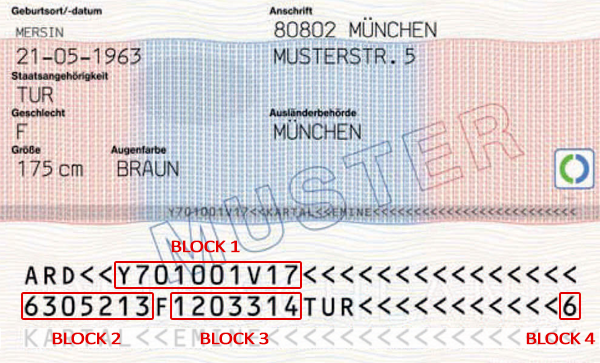 Geburtsort/-datum
MERSIN
21-05-1963
Staatsangehörigkeit
TUR
Geschlecht
F
Größe
175 cm
Augenfarbe
BRAUN
Anschrift
80802 MÜNCHEN
MUSTERSTR. 5
Ausländerbehörde
MÜNCHEN
MUSTER
Y701001V17<<KARTAL<<EMINE<<<<<<<<<<<<<<<<<<<<<<<<<<
BLOCK 1
ARD<<Y701001V17<<<<<<<<<<<<<<<
6305213F1203314TUR<<<<<<<<<<<6
BLOCK 2
BLOCK 3
BLOCK 4
KARTAL<<EMINE<<<<<<<<<<<<<<<<<